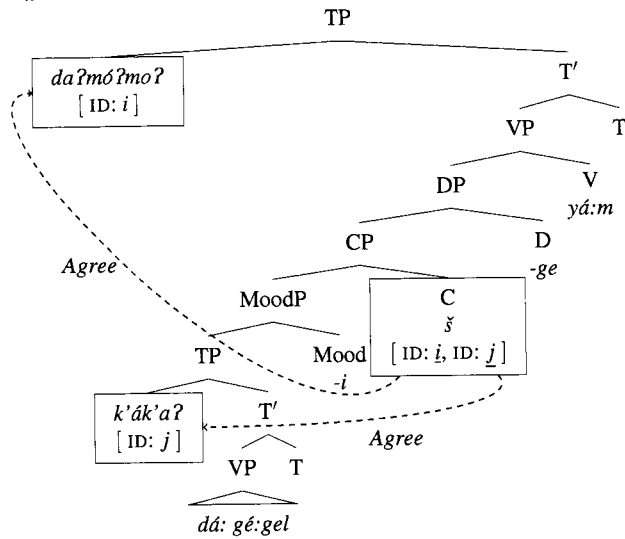 TP
daʔmóʔmoʔ
[ ID: i ]
T′
VP T
DP V
yá:m
CP D
-ge
Agree
MoodP C
š
[ ID: i, ID: j ]
TP Mood
-i
k'ák'aʔ
[ ID: j ]
T′
Agree
VP T
dá: gé:gel